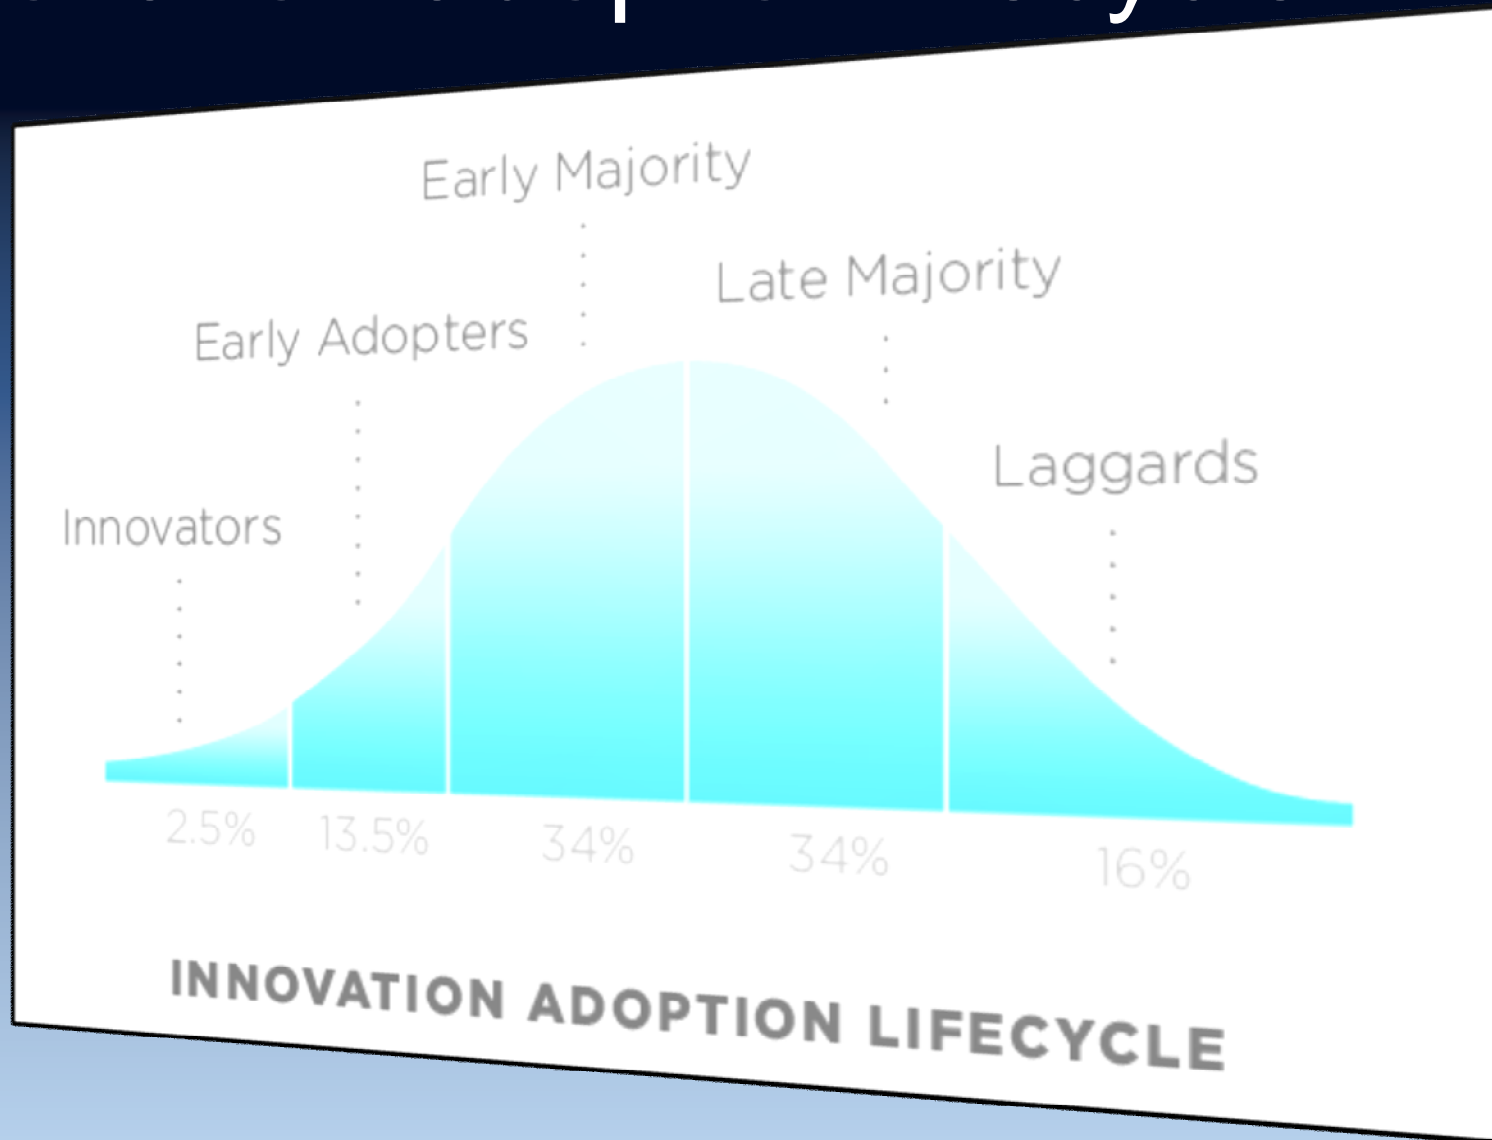 Early Majority
Late Majority
Early Adopters
Laggards
Innovators
2.5% 13.5% 34% 34% 16%
INNOVATION ADOPTION LIFECYCLE